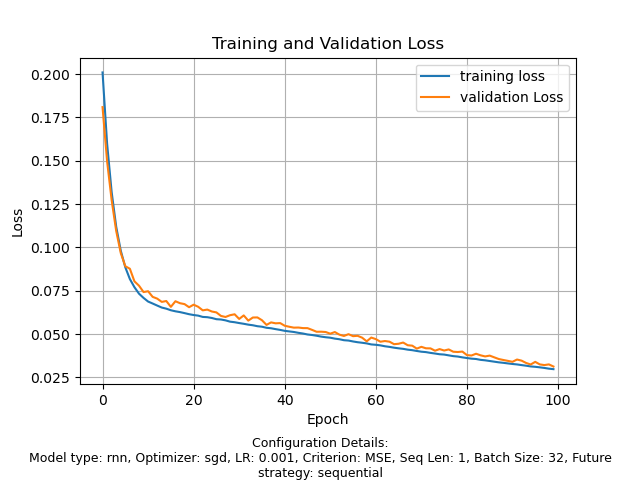 Training and Validation Loss
training loss
validation Loss
0.200
0.175
0.150
0.125
0.100
0.075
0.050
0.025
Loss
0
20
40
60
80
100
Epoch
Configuration Details:
Model type: rnn, Optimizer: sgd, LR: 0.001, Criterion: MSE, Seq Len: 1, Batch Size: 32, Future
strategy: sequential